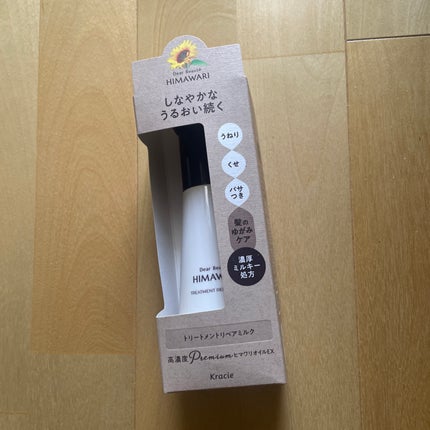 Dear Beauté
HIMAWARI
しなやかな
うるおい続く
うねり
くせ
パサ
つき
髪の
ゆがみ
ケア
濃厚
ミルキー
処方
Dear Beau
HIMAWA
TREATMENT RE
トリートメントリペアミルク
高濃度Premiumヒマワリオイル EX
Kracie